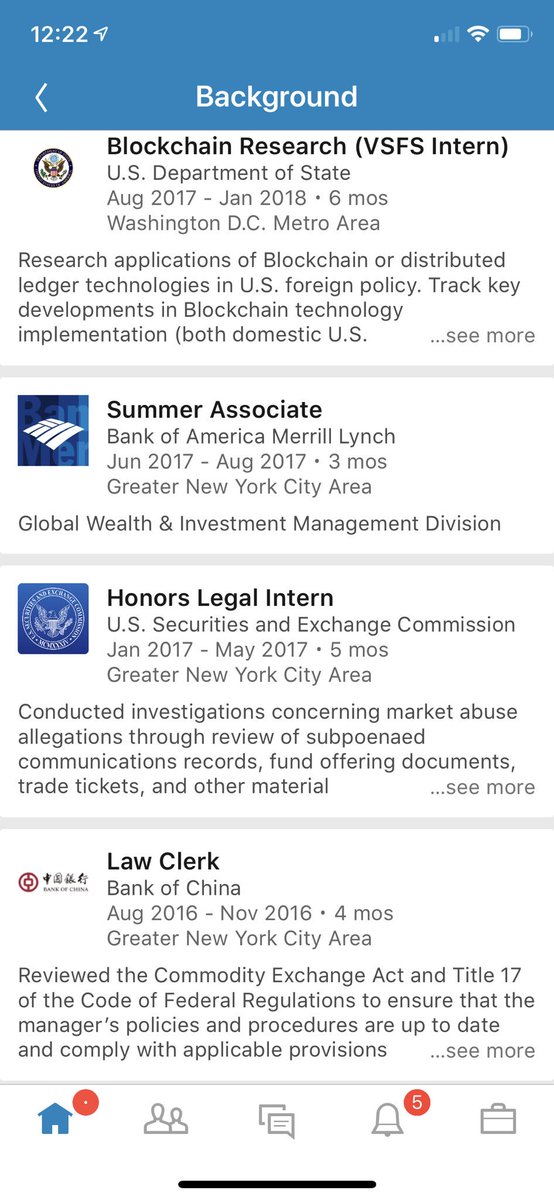 12:22
Background
Blockchain Research (VSFS Intern)
U.S. Department of State
Aug 2017 - Jan 2018 • 6 mos
Washington D.C. Metro Area
Research applications of Blockchain or distributed
ledger technologies in U.S. foreign policy. Track key
developments in Blockchain technology
implementation (both domestic U.S. ...see more
Summer Associate
Bank of America Merrill Lynch
Jun 2017 - Aug 2017 • 3 mos
Greater New York City Area
Global Wealth & Investment Management Division
Honors Legal Intern
U.S. Securities and Exchange Commission
Jan 2017 - May 2017 • 5 mos
Greater New York City Area
Conducted investigations concerning market abuse
allegations through review of subpoenaed
communications records, fund offering documents,
trade tickets, and other material ...see more
中国银行
BANK OF CHINA
Law Clerk
Bank of China
Aug 2016 - Nov 2016 • 4 mos
Greater New York City Area
Reviewed the Commodity Exchange Act and Title 17
of the Code of Federal Regulations to ensure that the
manager's policies and procedures are up to date
and comply with applicable provisions ...see more
5